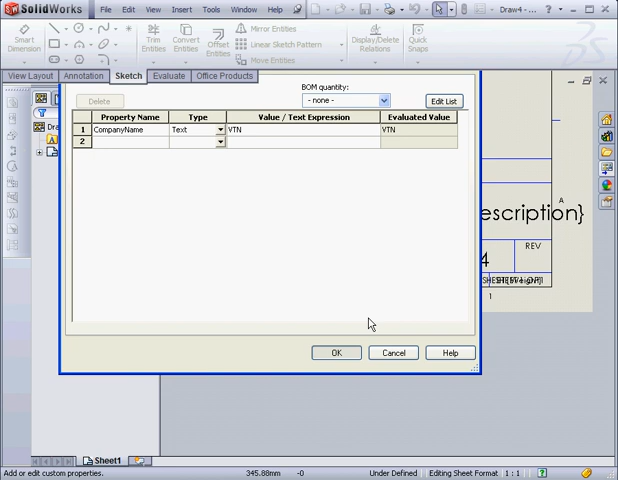 SolidWorks File Edit View Insert Tools Window Help Draw4 - ...
Smart Dimension
Trim Entities
Convert Entities
Offset Entities
Mirror Entities
Linear Sketch Pattern
Move Entities
Display/Delete Relations
Quick Snaps
View Layout Annotation Sketch Evaluate Office Products
BOM quantity:
Delete - none - Edit List
Property Name Type Value / Text Expression Evaluated Value
1 CompanyName Text VTN VTN
2
Dra
A
A
escription}
4 REV
1
OK Cancel Help
Sheet1
Add or edit custom properties. 345.88mm -0 Under Defined Editing Sheet Format 1 : 1